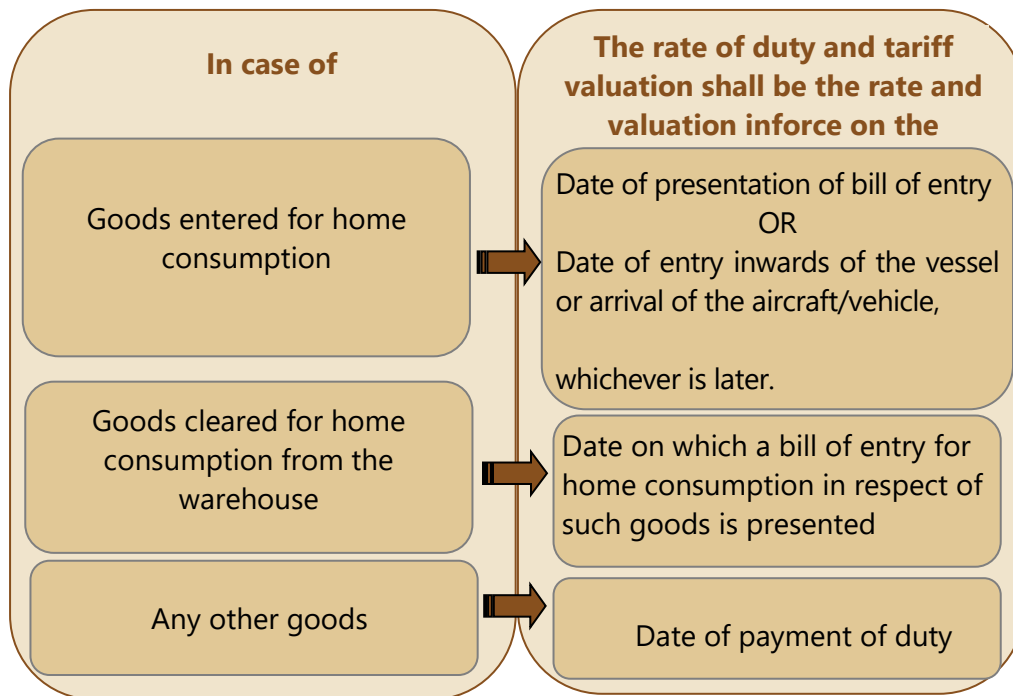 In case of
The rate of duty and tariff
valuation shall be the rate and
valuation inforce on the
Goods entered for home
consumption
Date of presentation of bill of entry
OR
Date of entry inwards of the vessel
or arrival of the aircraft/vehicle,
whichever is later.
Goods cleared for home
consumption from the
warehouse
Date on which a bill of entry for
home consumption in respect of
such goods is presented
Any other goods
Date of payment of duty